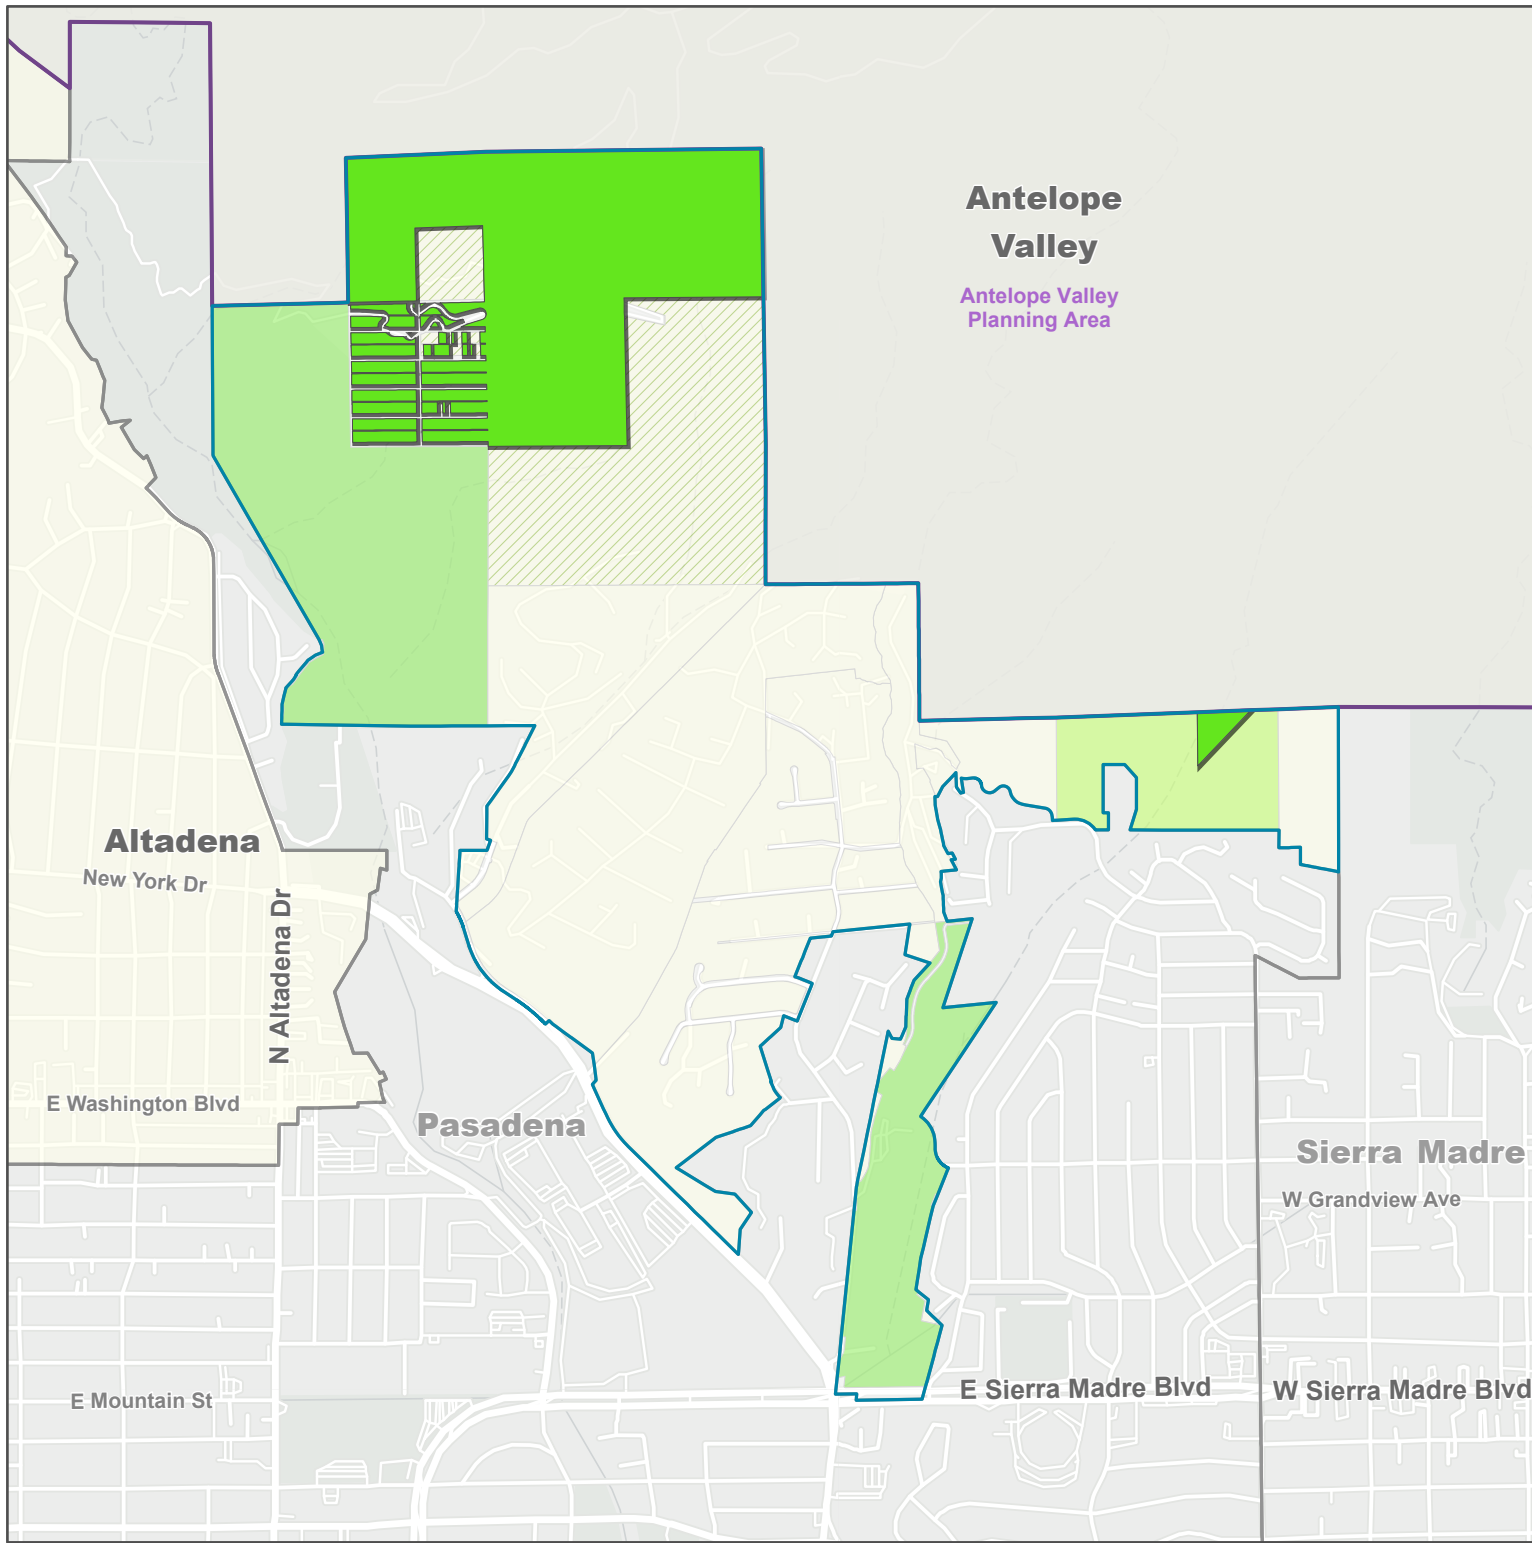 Antelope
Valley
Antelope Valley
Planning Area
Altadena
New York Dr
N Altadena Dr
E Washington Blvd
Pasadena
Sierra Madre
W Grandview Ave
E Mountain St
E Sierra Madre Blvd
W Sierra Madre Blvd